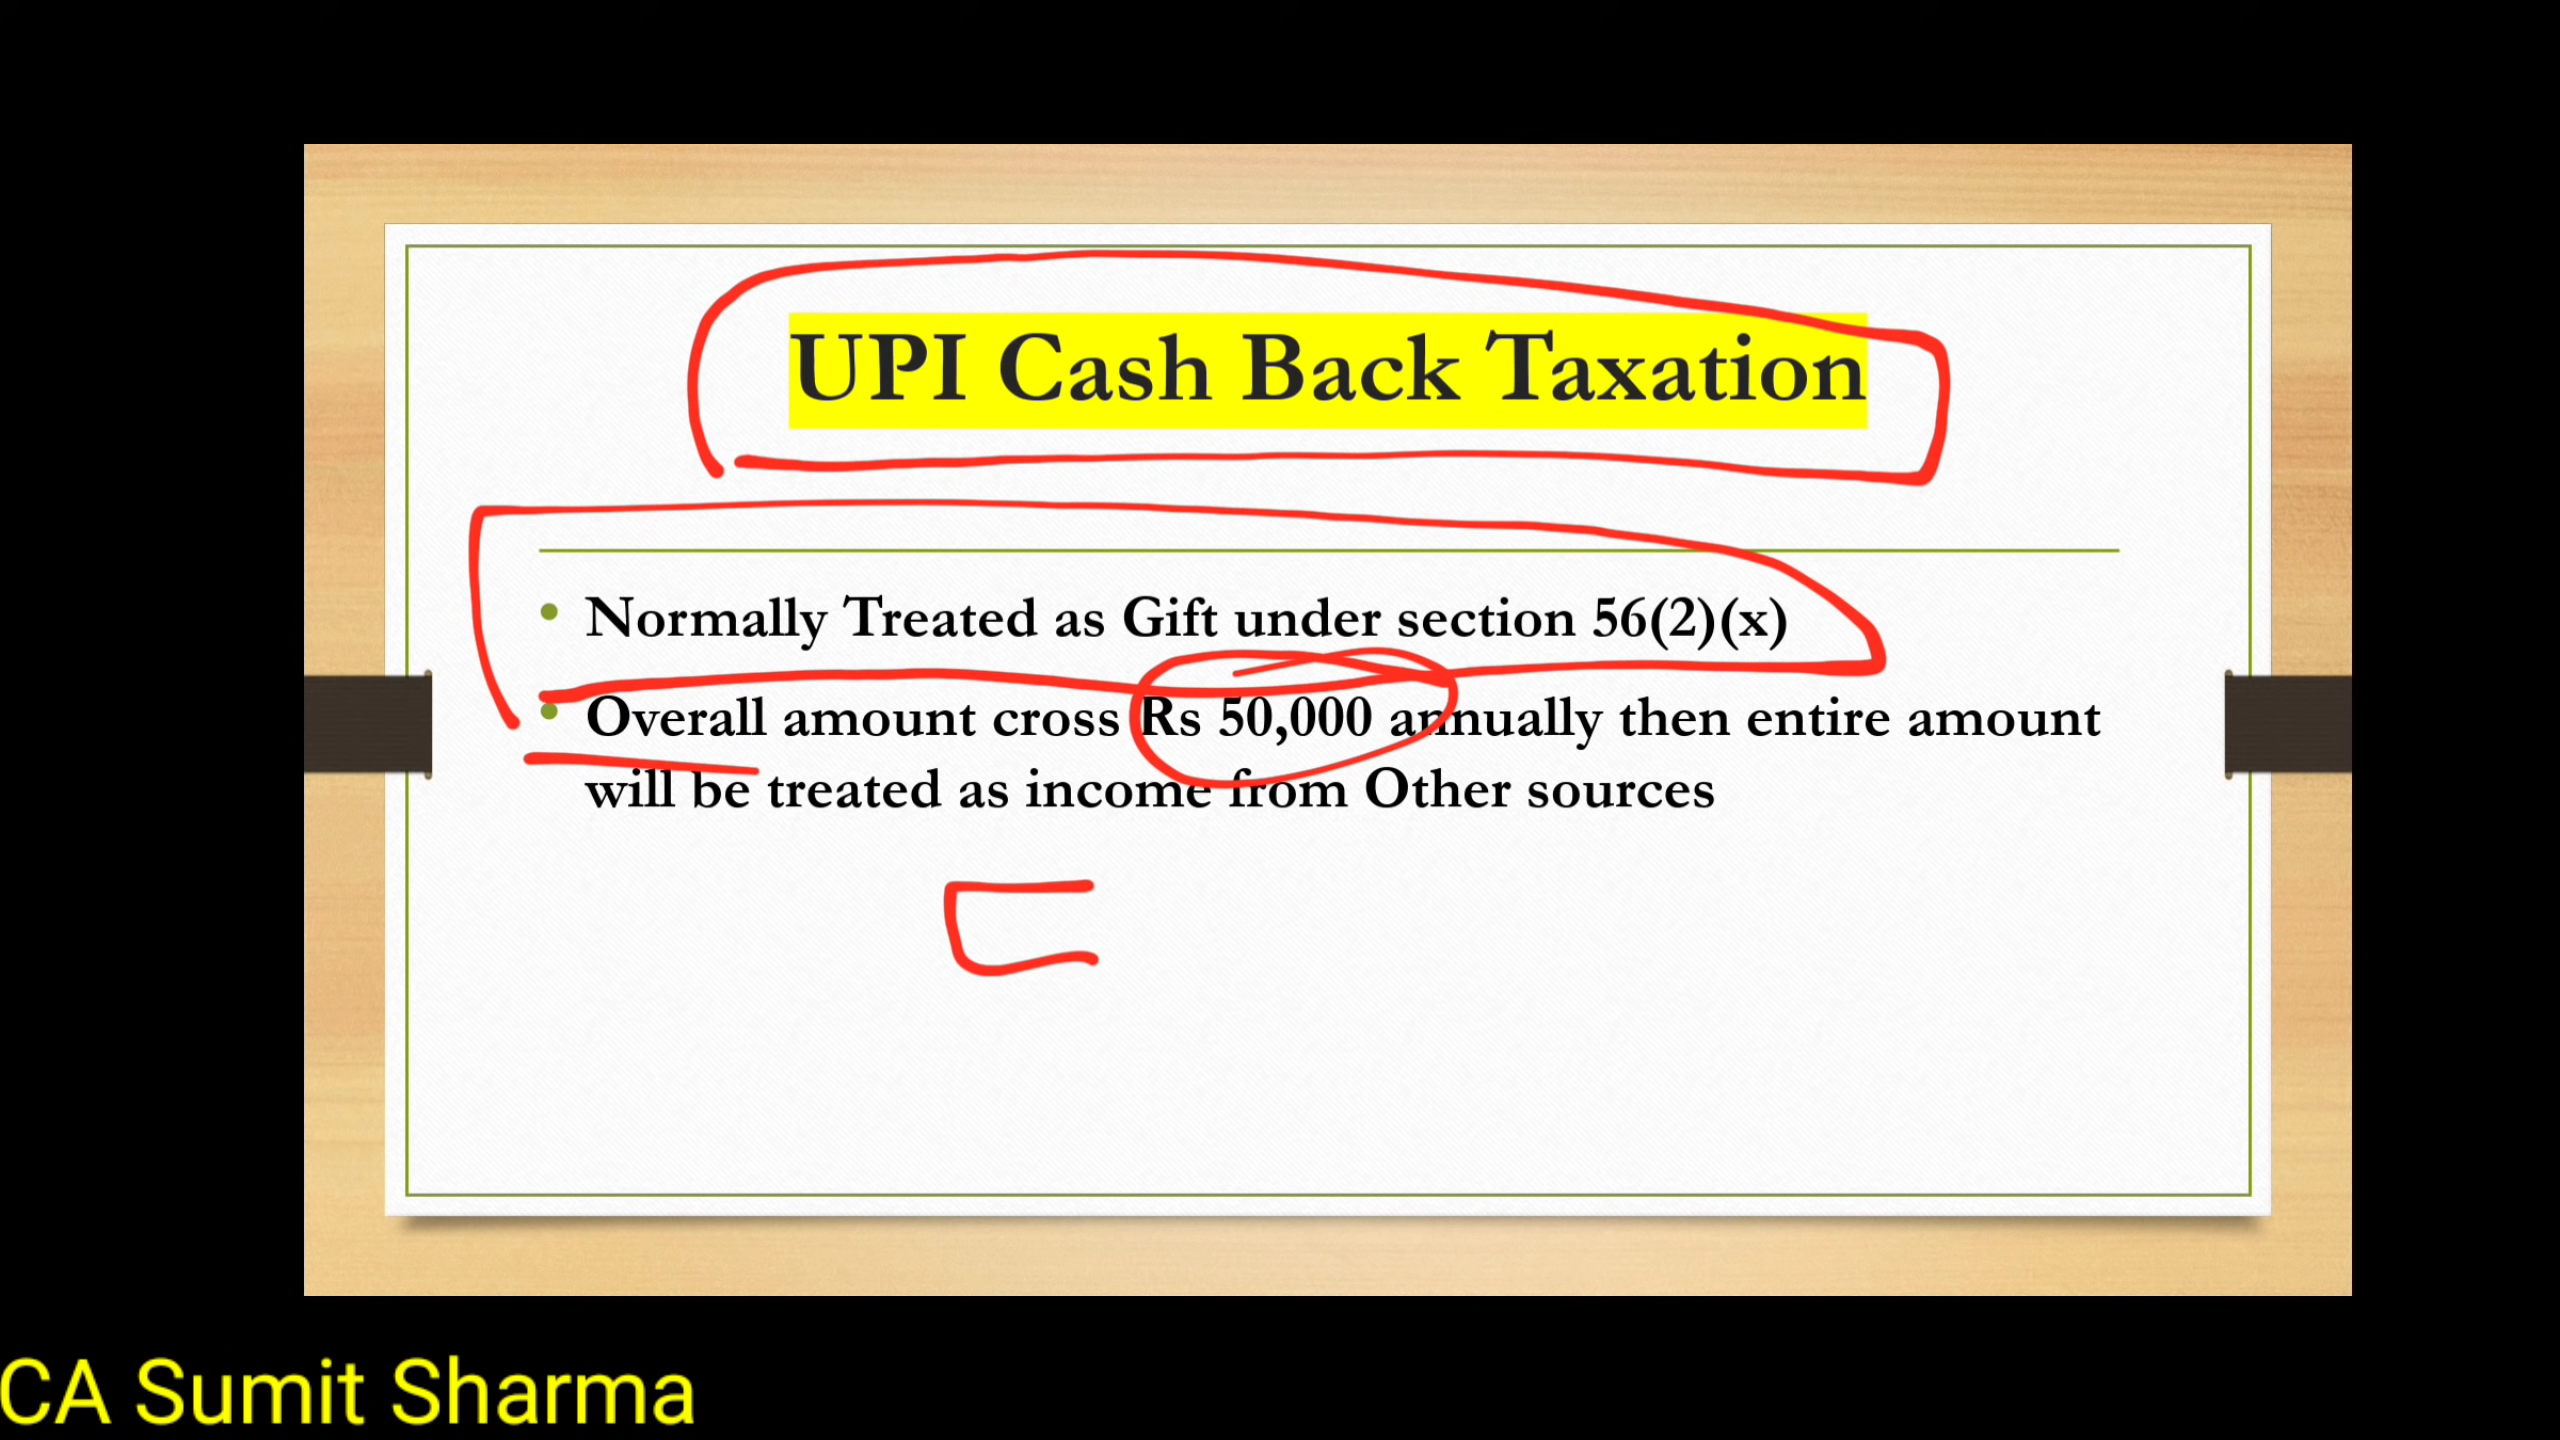 UPI Cash Back Taxation
• Normally Treated as Gift under section 56(2)(x)
• Overall amount cross Rs 50,000 annually then entire amount
will be treated as income from Other sources
CA Sumit Sharma